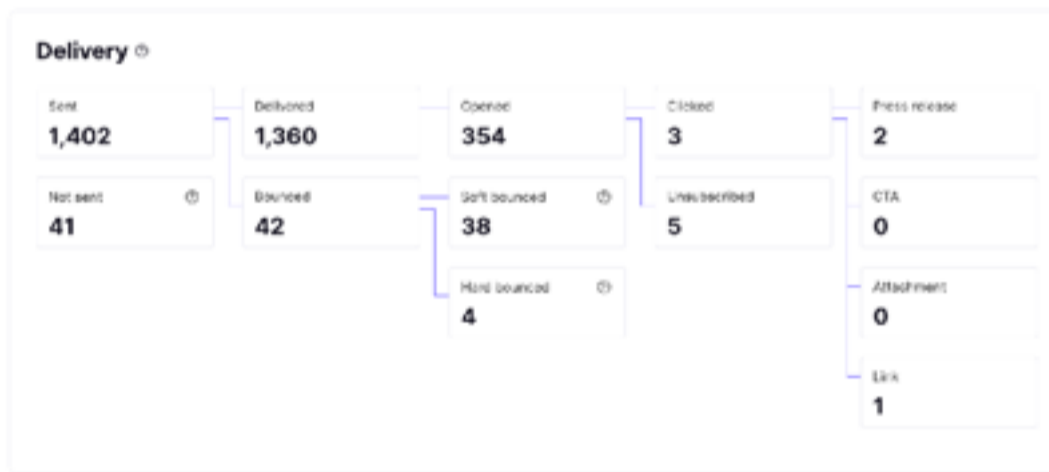 Delivery
Sent
1,402
Delivered
1,360
Opened
354
Clicked
3
Press release
2
Not sent
41
Bounced
42
Soft bounced
38
Unsubscribed
5
CTA
0
Hard bounced
4
Attachment
0
Link
1